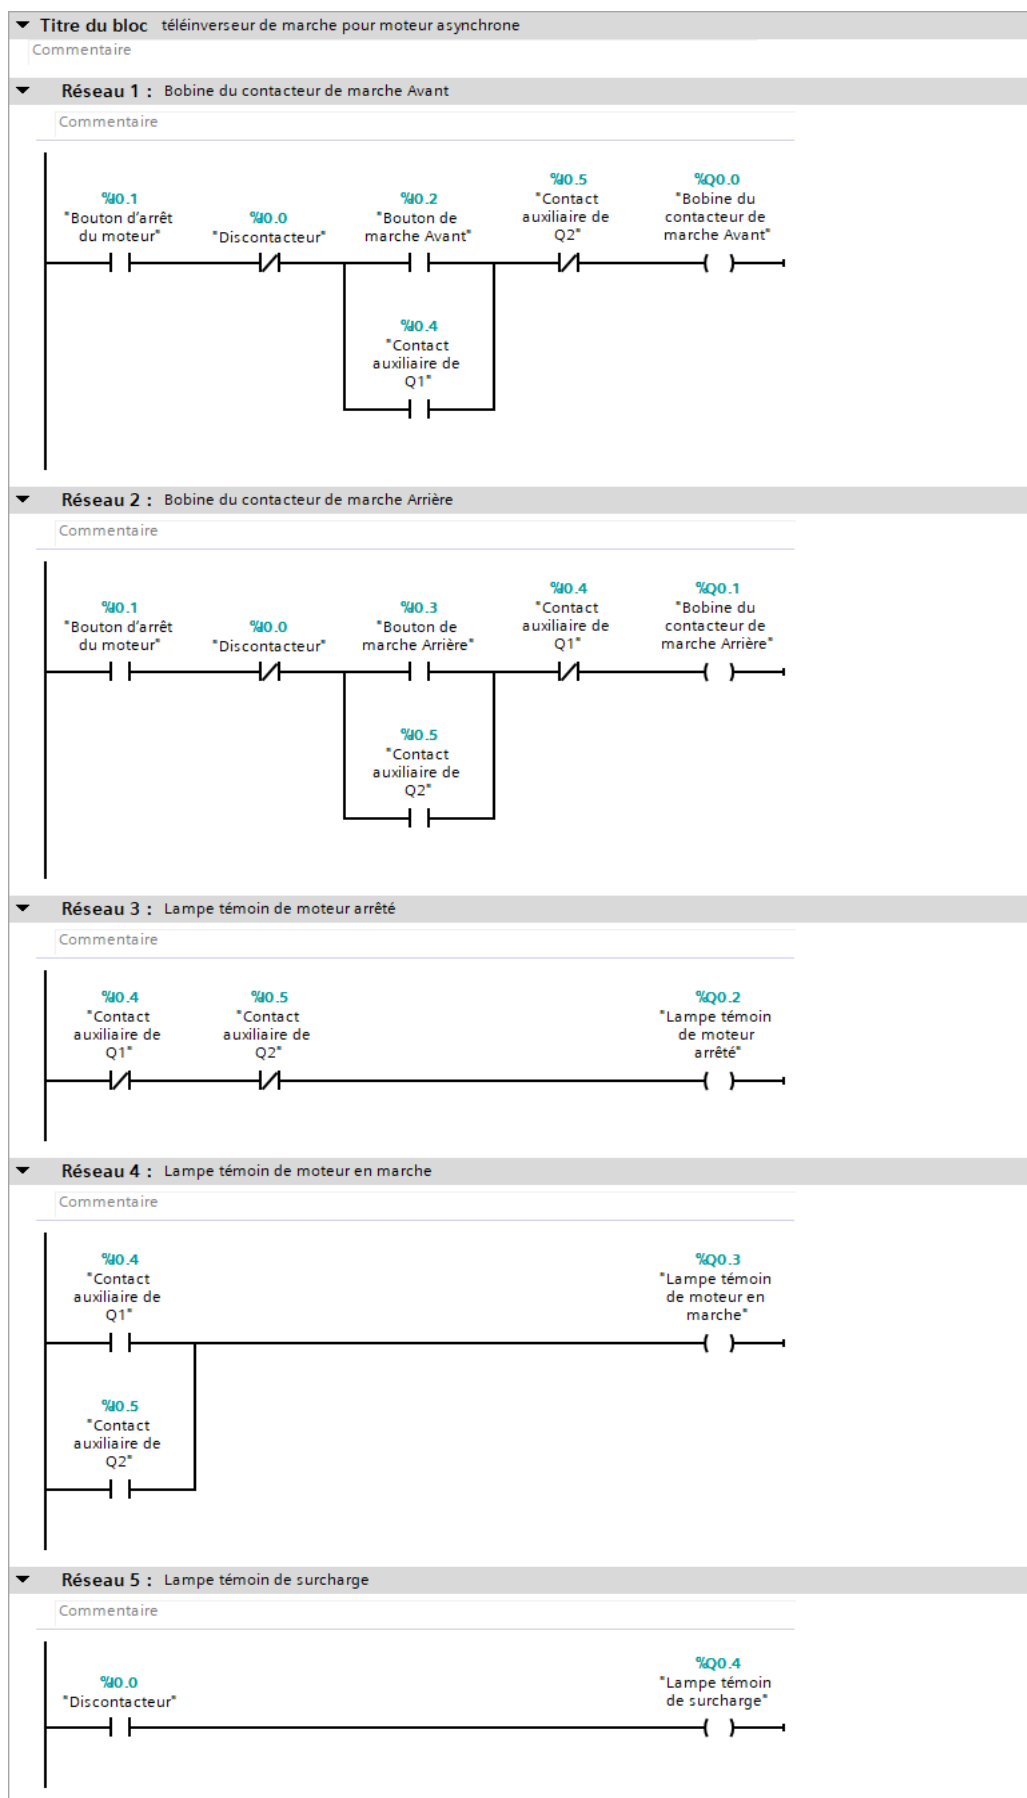 Titre du bloc téléinverseur de marche pour moteur asynchrone
Commentaire
Réseau 1 : Bobine du contacteur de marche Avant
Commentaire
%I0.1
"Bouton d'arrêt
du moteur"
%I0.0
"Discontacteur"
%I0.2
"Bouton de
marche Avant"
%I0.5
"Contact
auxiliaire de
Q2"
%Q0.0
"Bobine du
contacteur de
marche Avant"
%I0.4
"Contact
auxiliaire de
Q1"
Réseau 2 : Bobine du contacteur de marche Arrière
Commentaire
%I0.1
"Bouton d'arrêt
du moteur"
%I0.0
"Discontacteur"
%I0.3
"Bouton de
marche Arrière"
%I0.4
"Contact
auxiliaire de
Q1"
%Q0.1
"Bobine du
contacteur de
marche Arrière"
%I0.5
"Contact
auxiliaire de
Q2"
Réseau 3 : Lampe témoin de moteur arrêté
Commentaire
%I0.4
"Contact
auxiliaire de
Q1"
%I0.5
"Contact
auxiliaire de
Q2"
%Q0.2
"Lampe témoin
de moteur
arrêté"
Réseau 4 : Lampe témoin de moteur en marche
Commentaire
%I0.4
"Contact
auxiliaire de
Q1"
%Q0.3
"Lampe témoin
de moteur en
marche"
%I0.5
"Contact
auxiliaire de
Q2"
Réseau 5 : Lampe témoin de surcharge
Commentaire
%I0.0
"Discontacteur"
%Q0.4
"Lampe témoin
de surcharge"